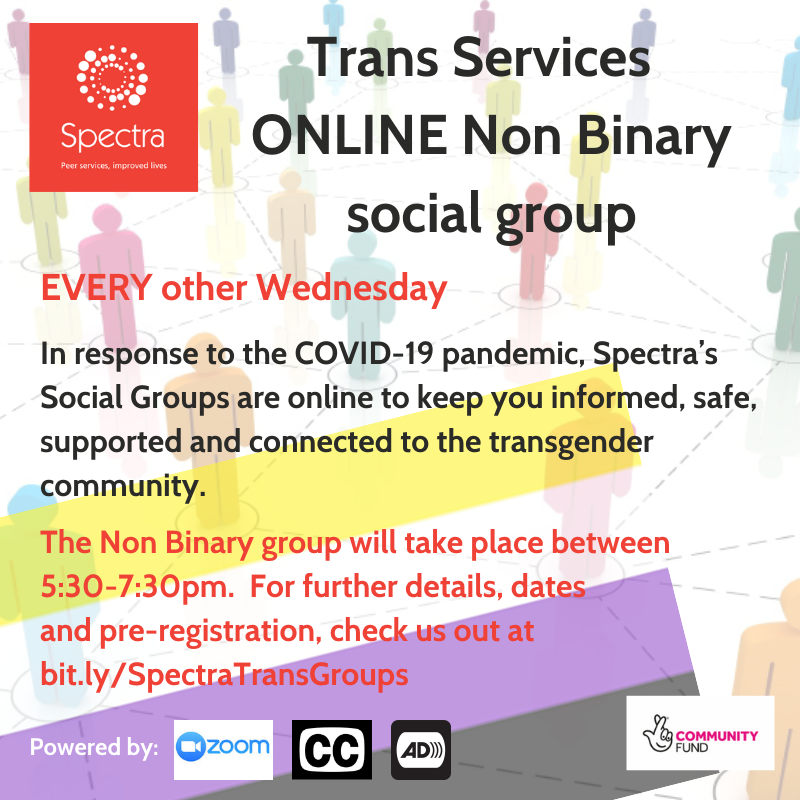 Spectra
Peer services, improved lives
Trans Services
ONLINE Non Binary
social group
EVERY other Wednesday
In response to the COVID-19 pandemic, Spectra's
Social Groups are online to keep you informed, safe,
supported and connected to the transgender
community.
The Non Binary group will take place between
5:30-7:30pm.  For further details, dates
and pre-registration, check us out at
bit.ly/SpectraTransGroups
Powered by:
zoom
CC
AD
COMMUNITY
FUND